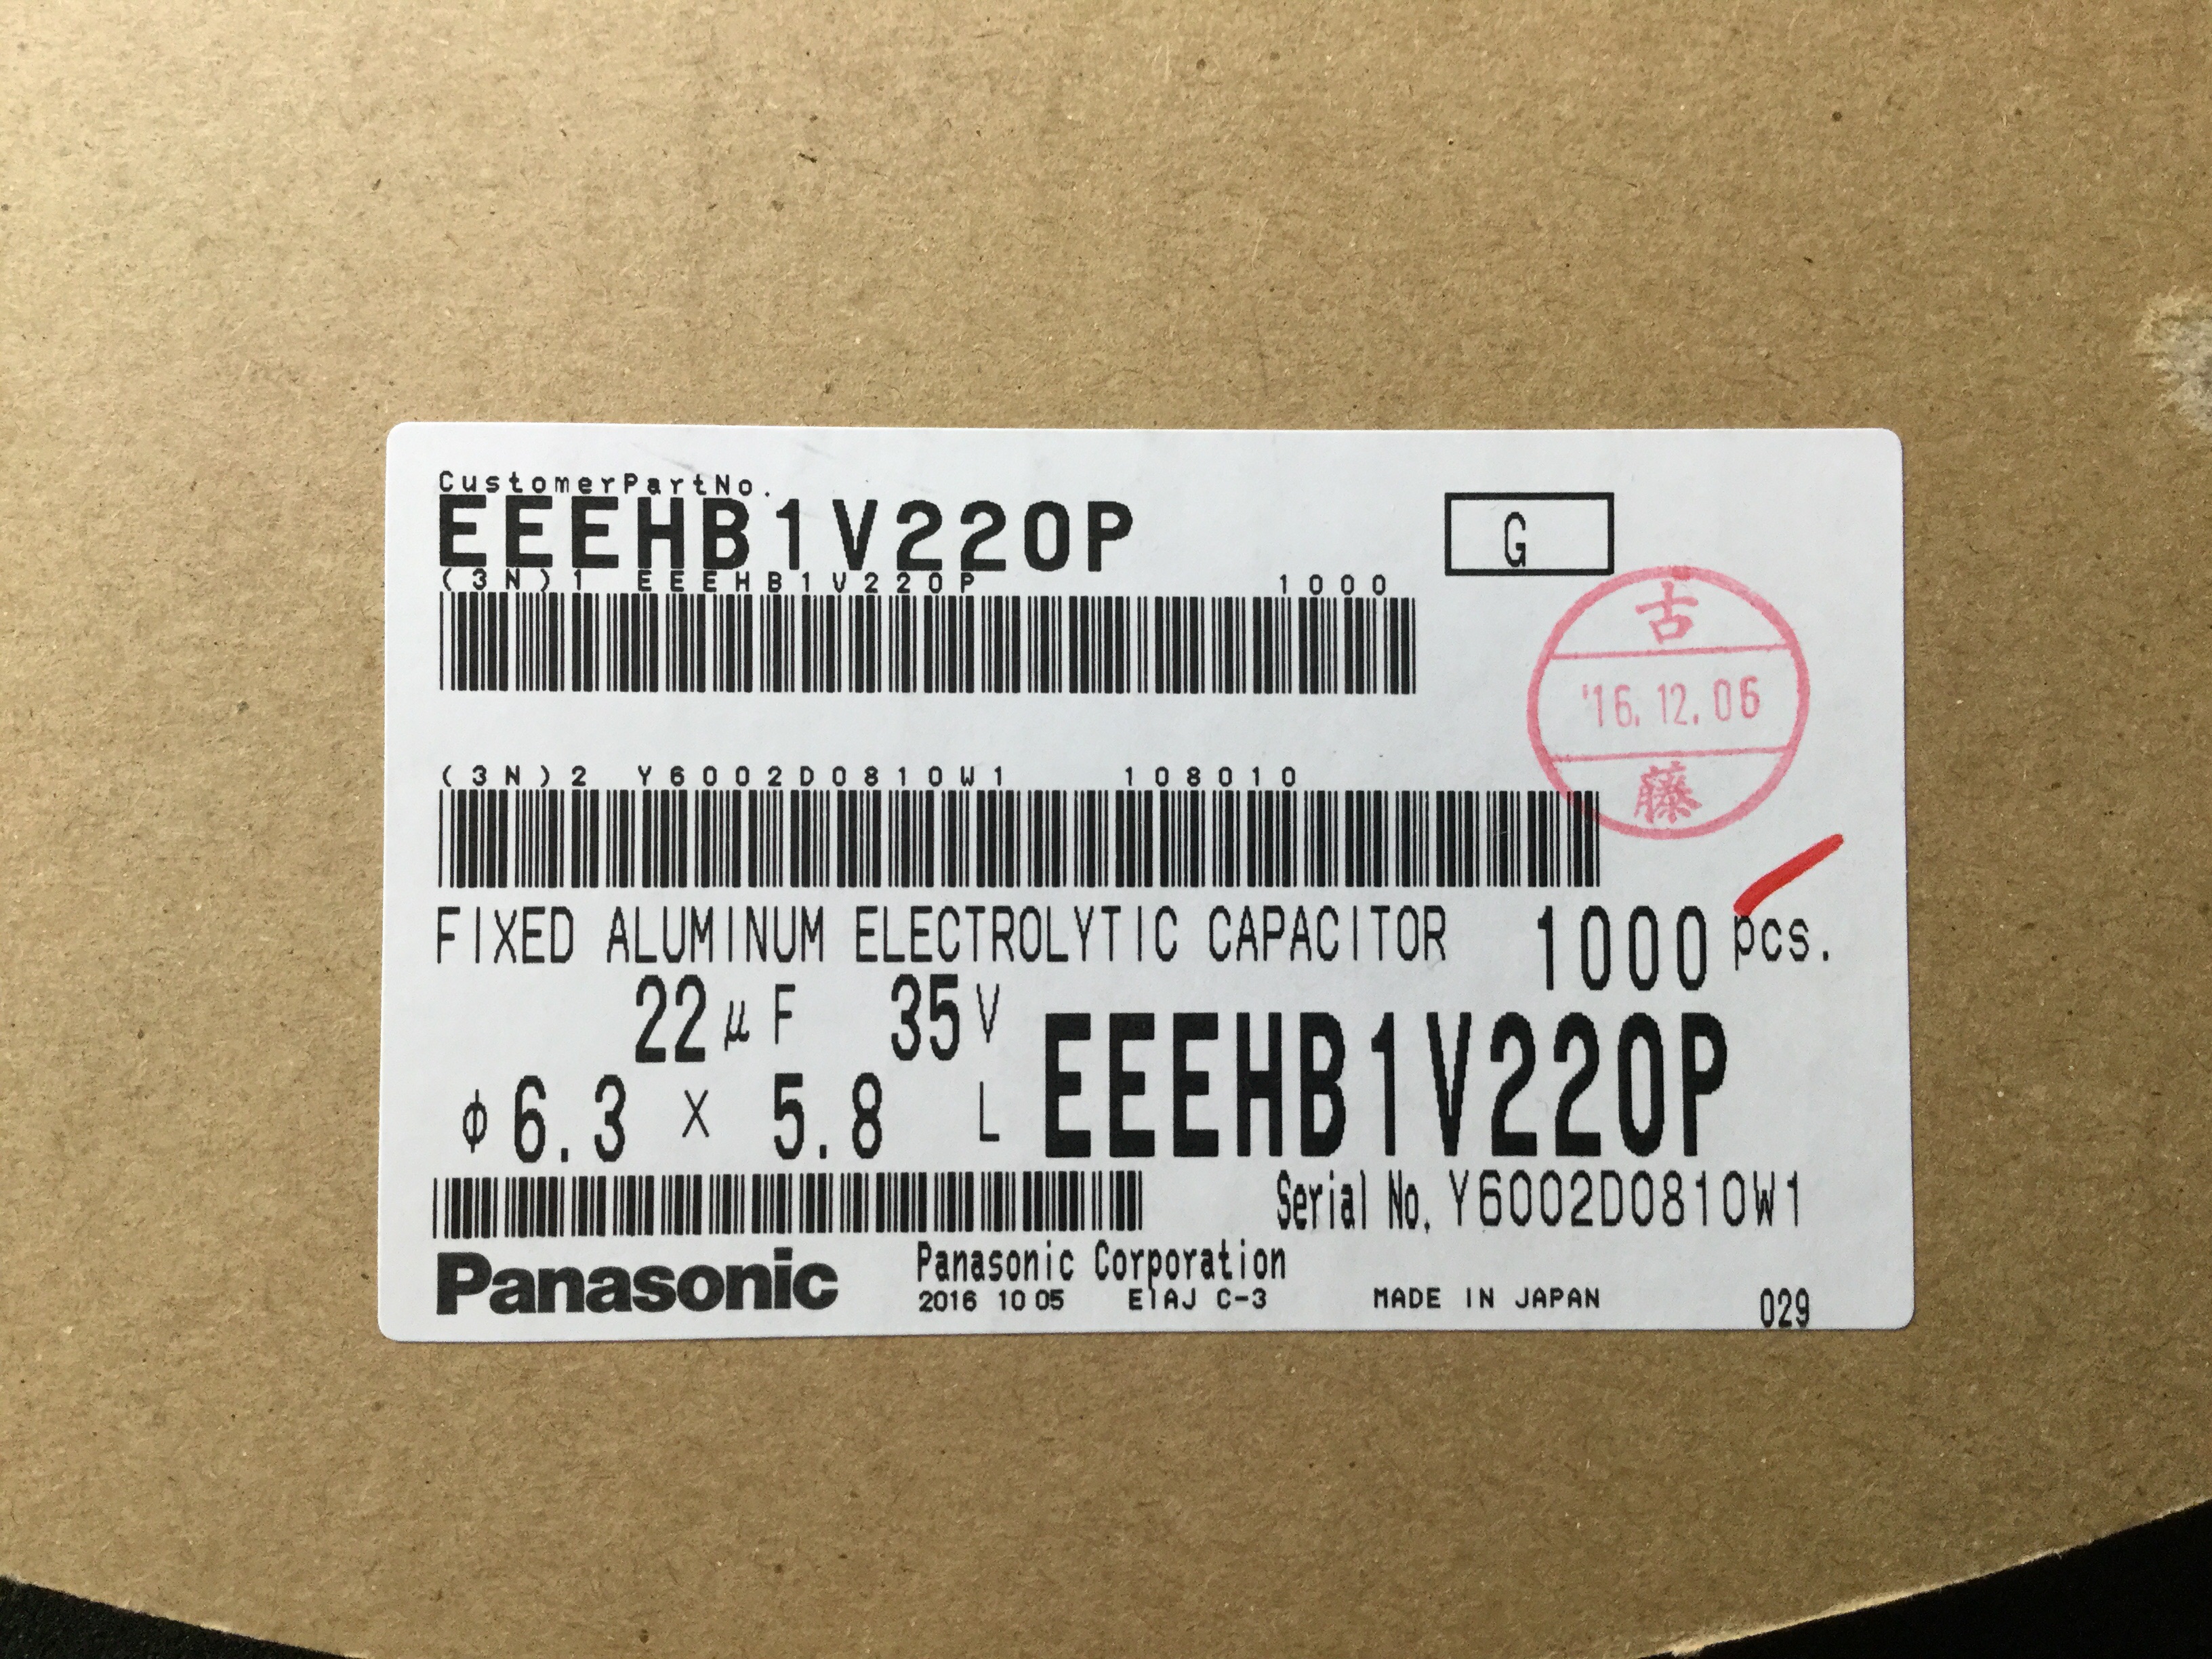 CustomerPartNo.
EEEHB1V220P
G
(3N)1 EEEHB1V220P 1000
古
'16.12.06
藤
(3N)2 Y6002D0810W1 108010
FIXED ALUMINUM ELECTROLYTIC CAPACITOR 1000 pcs.
22 μF 35V
EEEHB1V220P
φ6.3 × 5.8 L
Serial No. Y6002D0810W1
Panasonic
Panasonic Corporation
2016 10 05 EIAJ C-3 MADE IN JAPAN 029